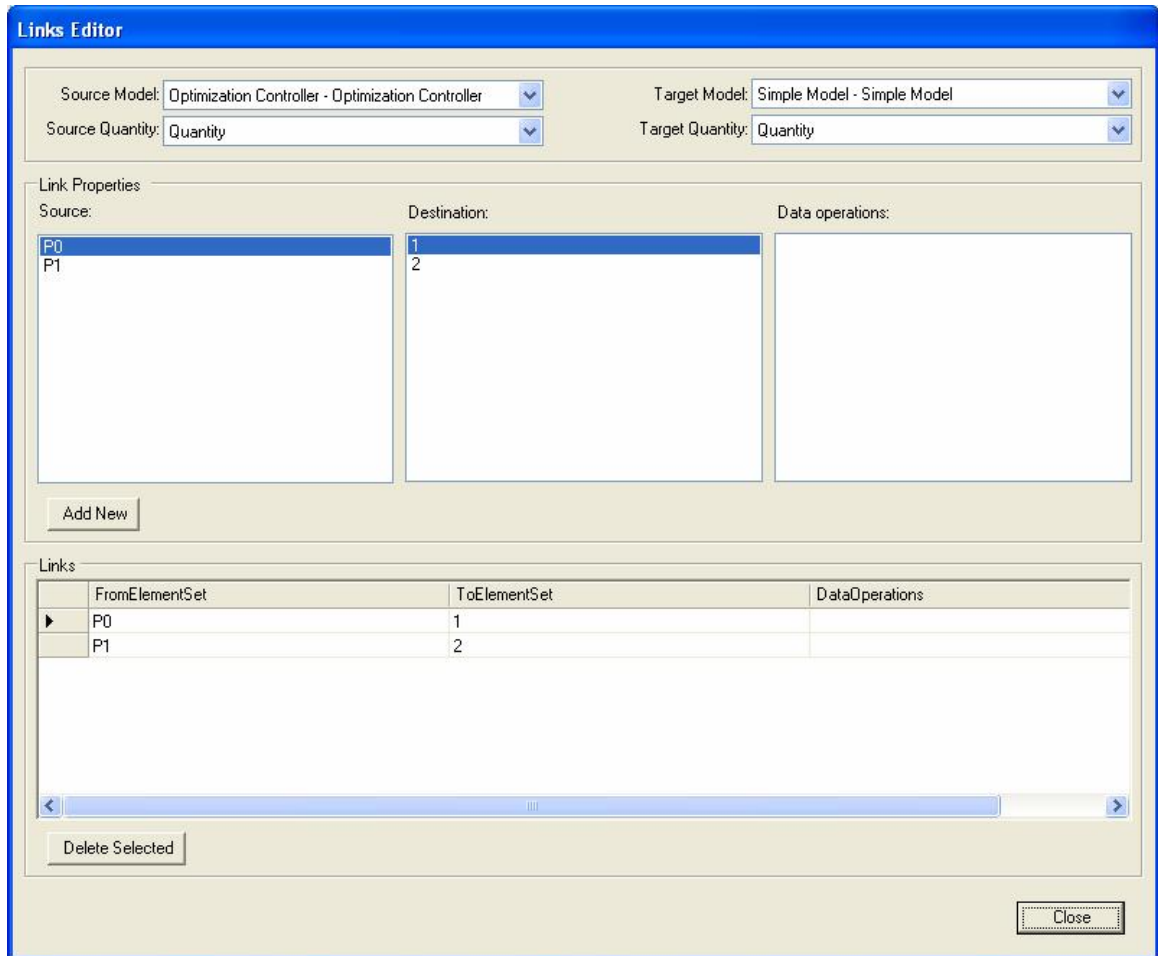 Links Editor
Source Model: Optimization Controller - Optimization Controller Target Model: Simple Model - Simple Model
Source Quantity: Quantity Target Quantity: Quantity
Link Properties
Source: Destination: Data operations:
P0 1
P1 2
Add New
Links
FromElementSet ToElementSet DataOperations
P0 1
P1 2
Delete Selected
Close